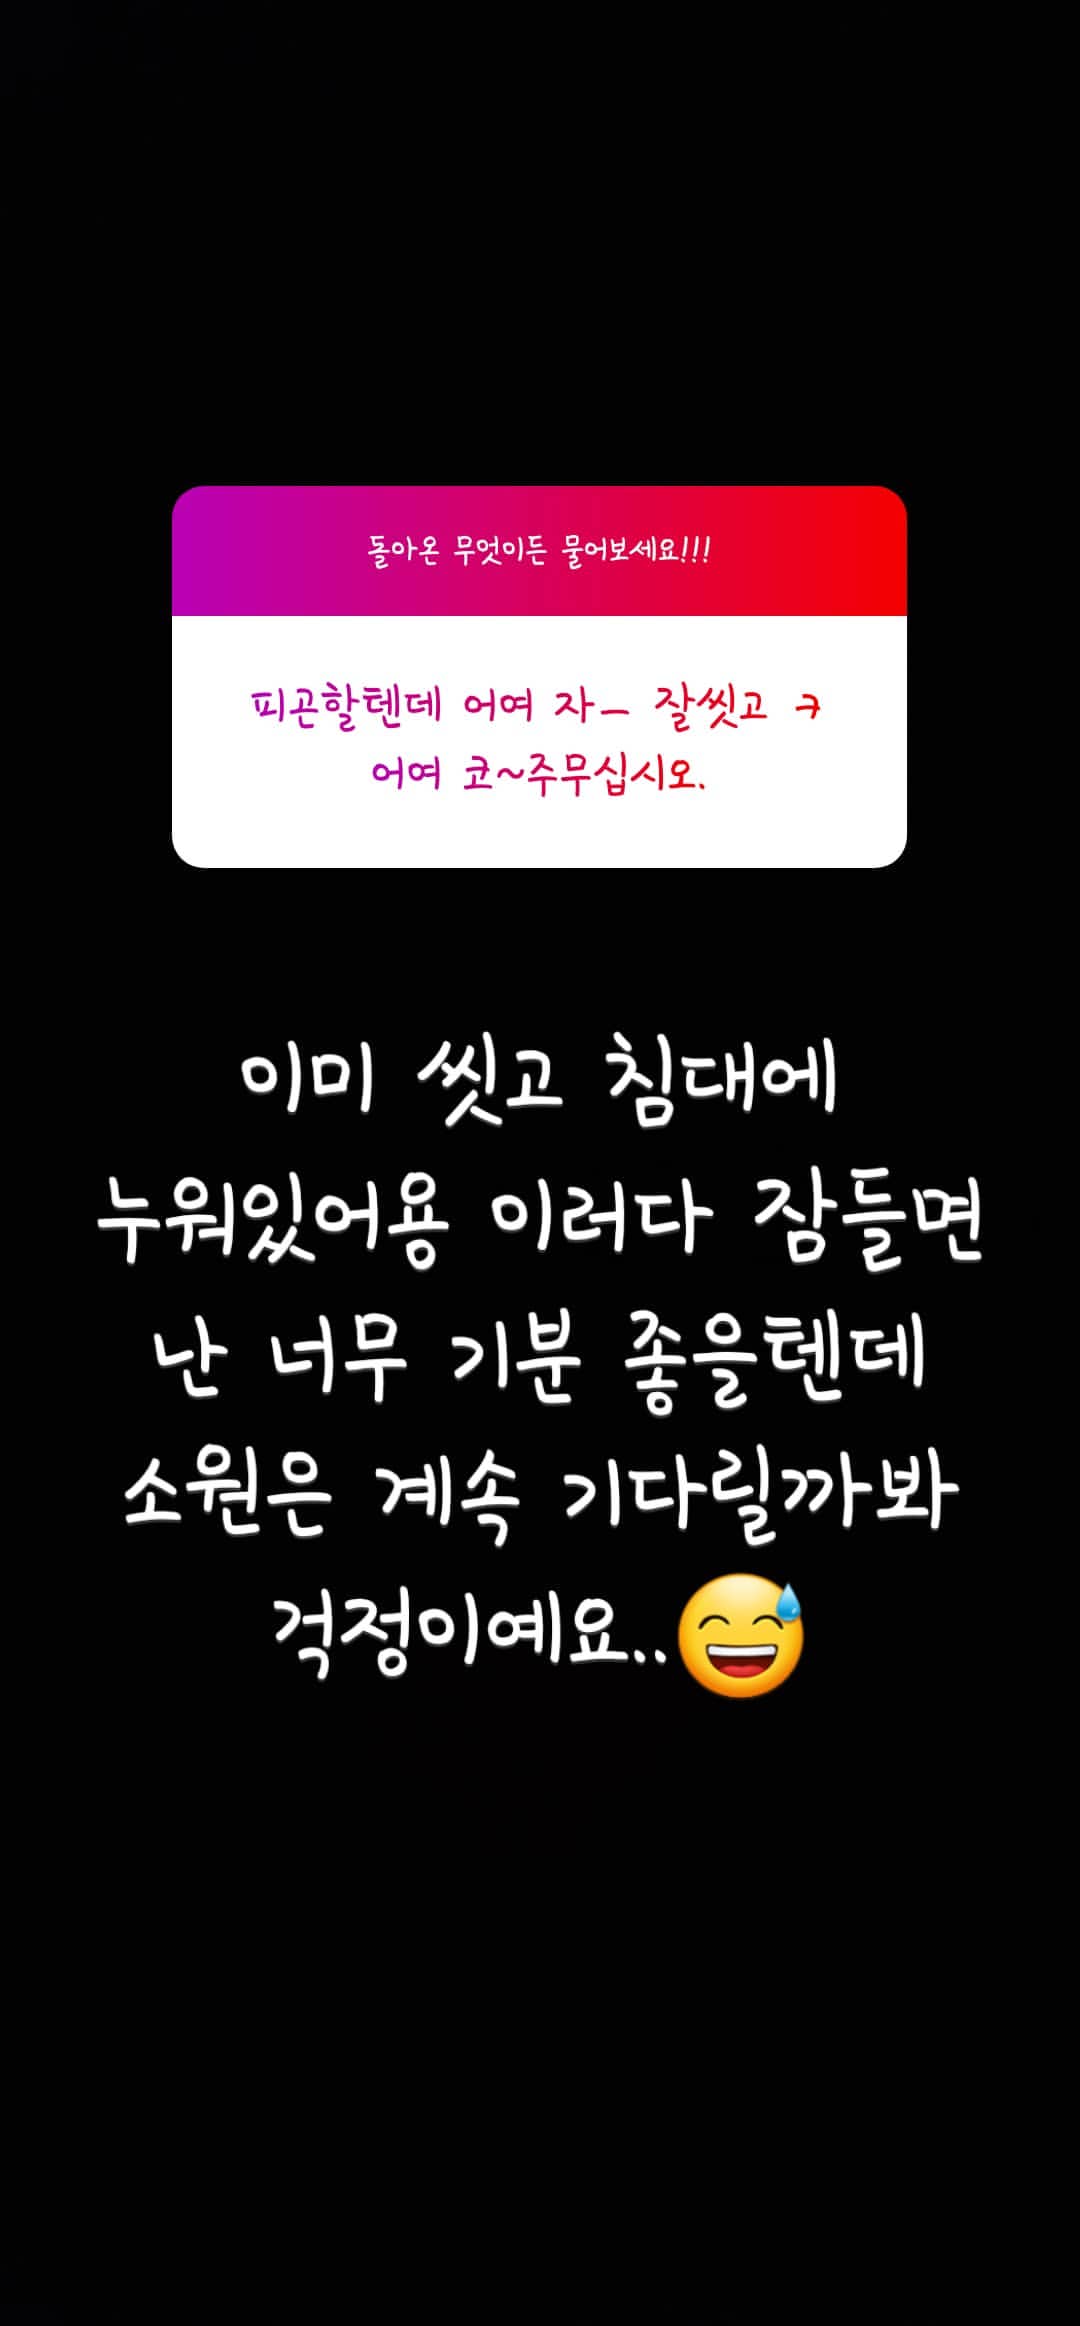 돌아온 무엇이든 물어보세요!!!
피곤할텐데 어여 자ㅡ 잘씻고 ㅋ
어여 코~주무십시오.
이미 씻고 침대에
누워있어용 이러다 잠들면
난 너무 기분 좋을텐데
소원은 계속 기다릴까봐
걱정이예요..😅